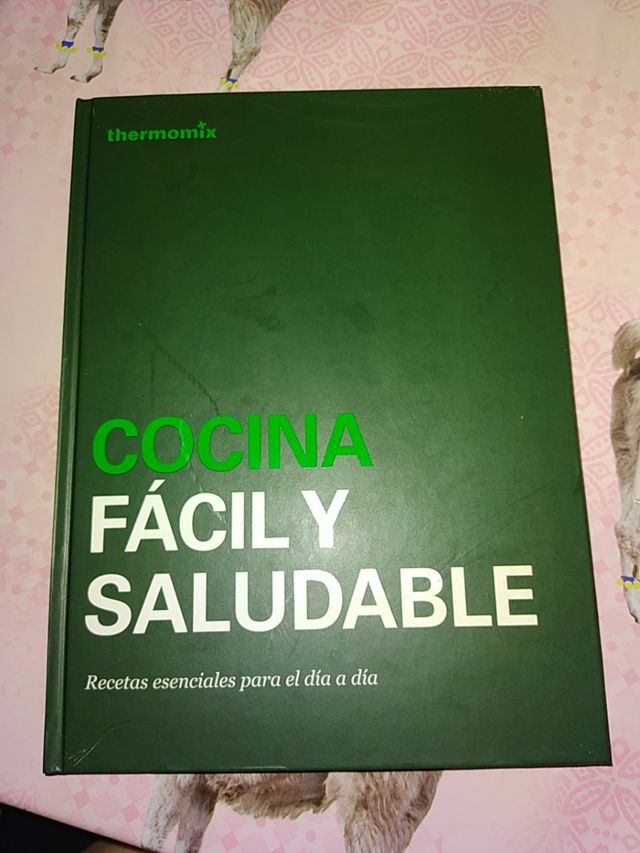 thermomix
COCINA
FÁCIL Y
SALUDABLE
Recetas esenciales para el día a día